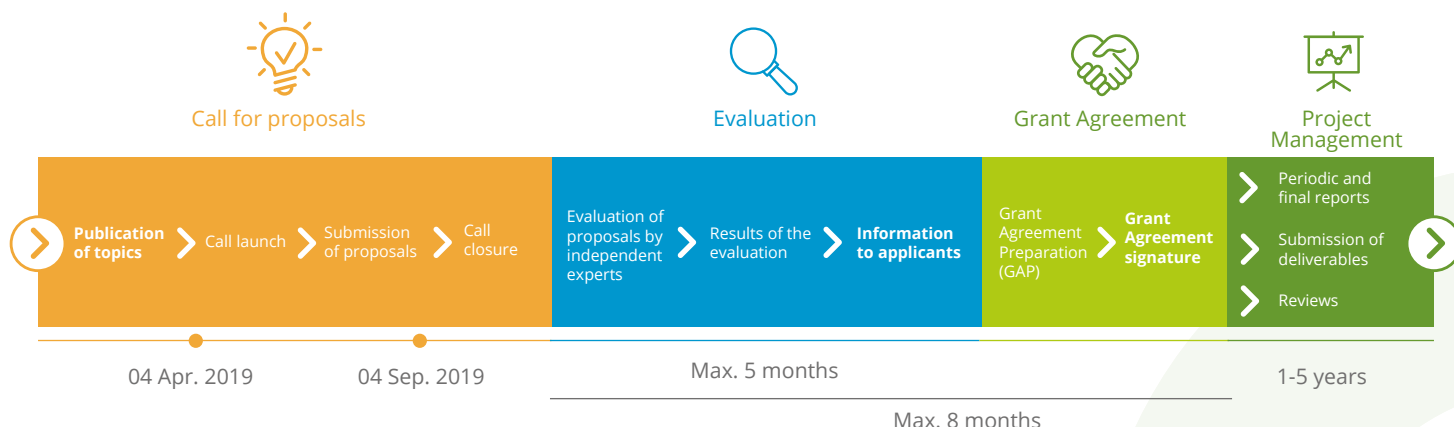 Call for proposals
Evaluation
Grant Agreement
Project
Management
Publication
of topics
Call launch
Submission
of proposals
Call
closure
Evaluation of
proposals by
independent
experts
Results of the
evaluation
Information
to applicants
Grant
Agreement
Preparation
(GAP)
Grant
Agreement
signature
Periodic and
final reports
Submission of
deliverables
Reviews
04 Apr. 2019
04 Sep. 2019
Max. 5 months
1-5 years
Max. 8 months